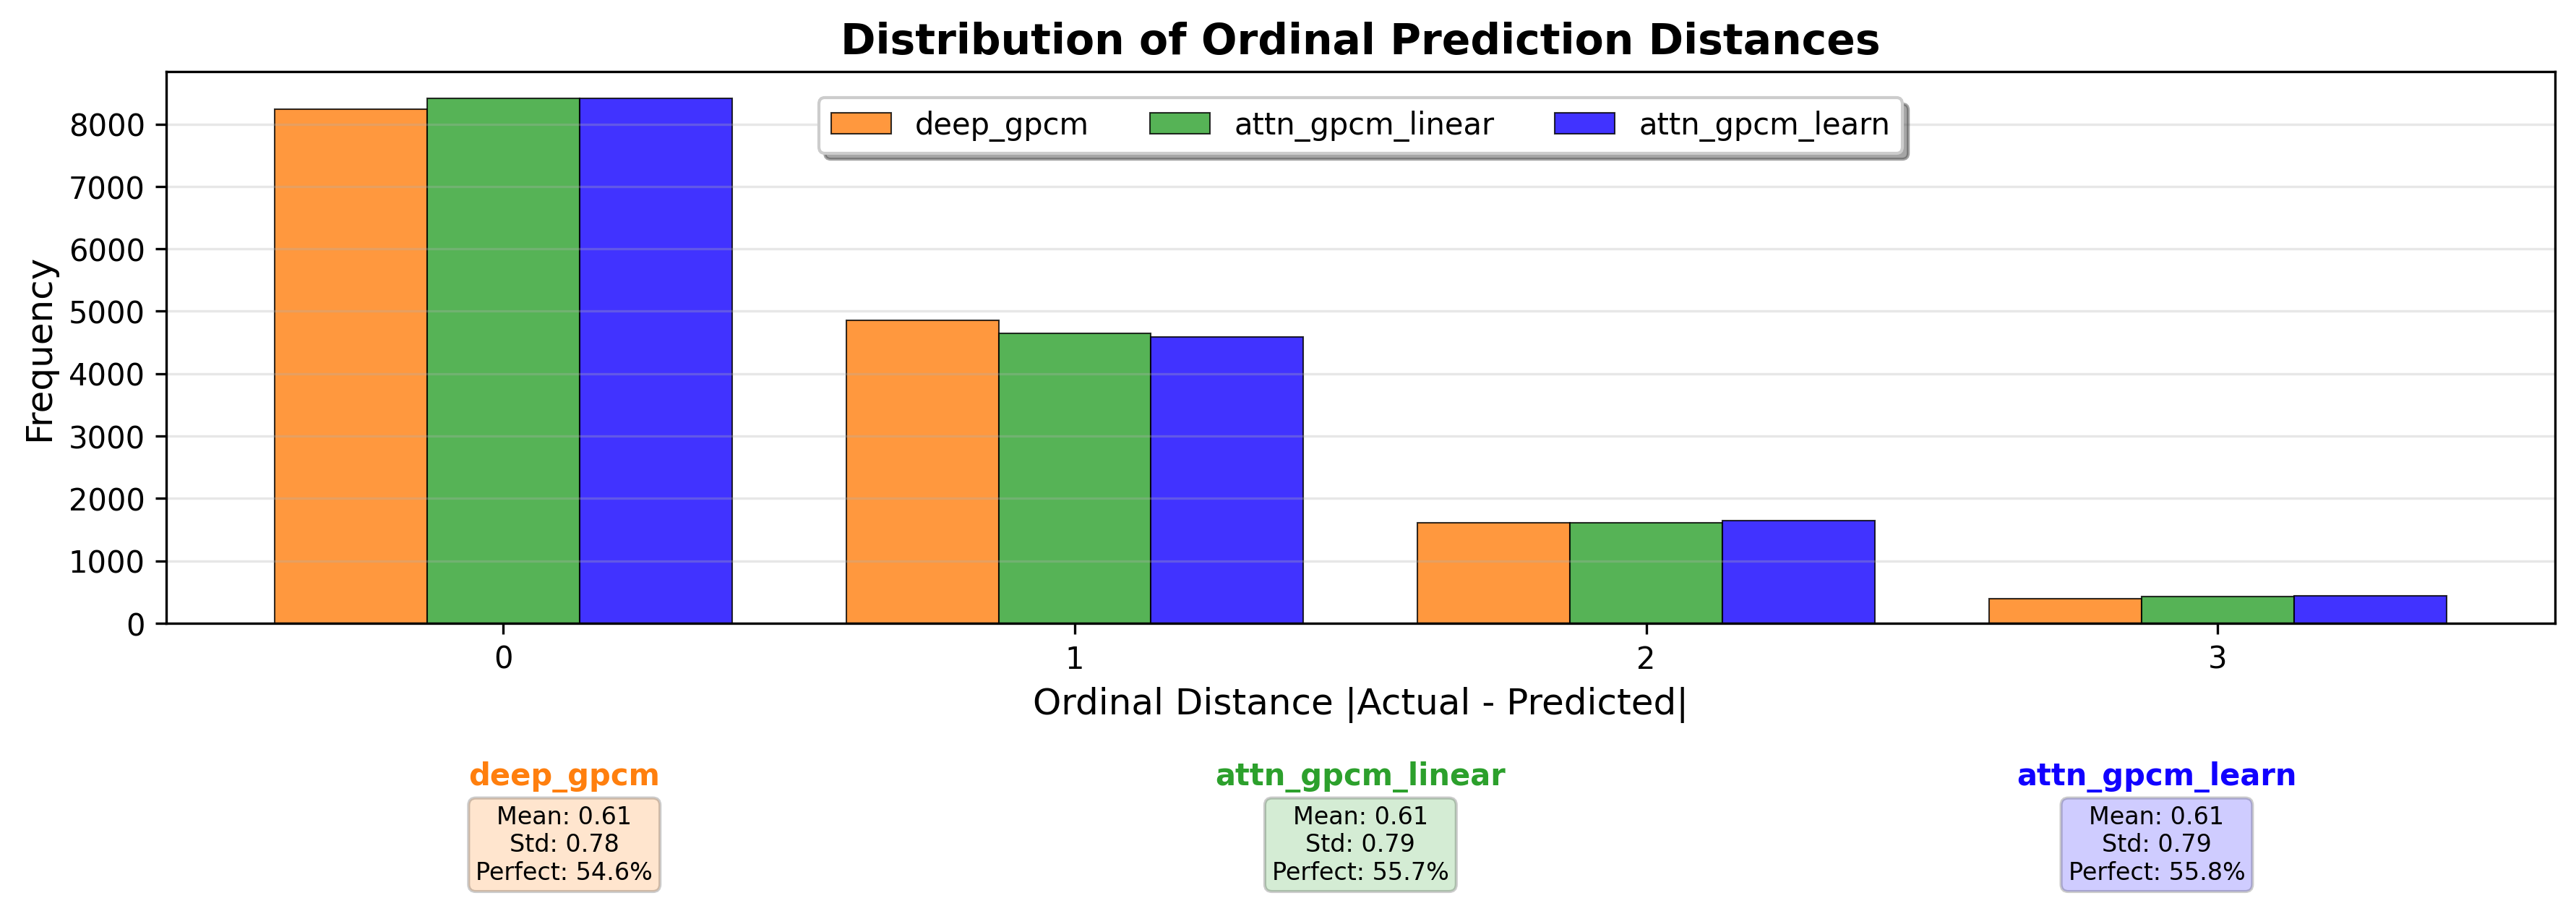 Distribution of Ordinal Prediction Distances
deep_gpcm
attn_gpcm_linear
attn_gpcm_learn
Frequency
8000
7000
6000
5000
4000
3000
2000
1000
0
0
1
2
3
Ordinal Distance |Actual - Predicted|
deep_gpcm
Mean: 0.61
Std: 0.78
Perfect: 54.6%
attn_gpcm_linear
Mean: 0.61
Std: 0.79
Perfect: 55.7%
attn_gpcm_learn
Mean: 0.61
Std: 0.79
Perfect: 55.8%